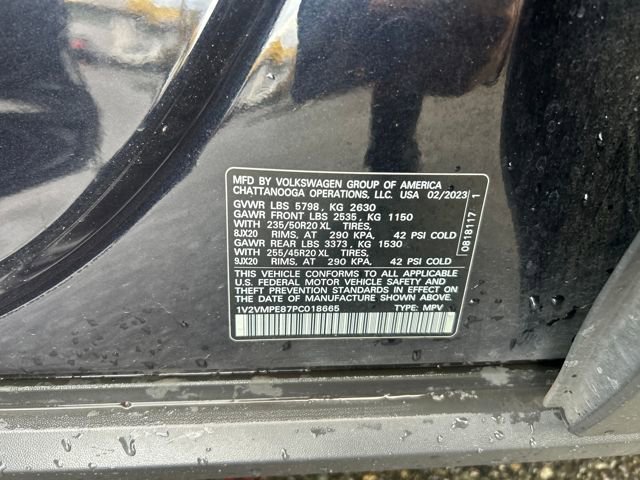 MFD BY VOLKSWAGEN GROUP OF AMERICA
CHATTANOOGA OPERATIONS, LLC. USA 02/2023
GVWR LBS 5798, KG 2630
GAWR FRONT LBS 2535, KG 1150
WITH 235/50R20 XL TIRES,
8JX20 RIMS, AT 290 KPA, 42 PSI COLD
GAWR REAR LBS 3373, KG 1530
WITH 255/45R20 XL TIRES,
9JX20 RIMS, AT 290 KPA, 42 PSI COLD
THIS VEHICLE CONFORMS TO ALL APPLICABLE
U.S. FEDERAL MOTOR VEHICLE SAFETY AND
THEFT PREVENTION STANDARDS IN EFFECT ON
THE DATE OF MANUFACTURE SHOWN ABOVE.
1V2VMPE87PC018665 TYPE: MPV
0818117 1